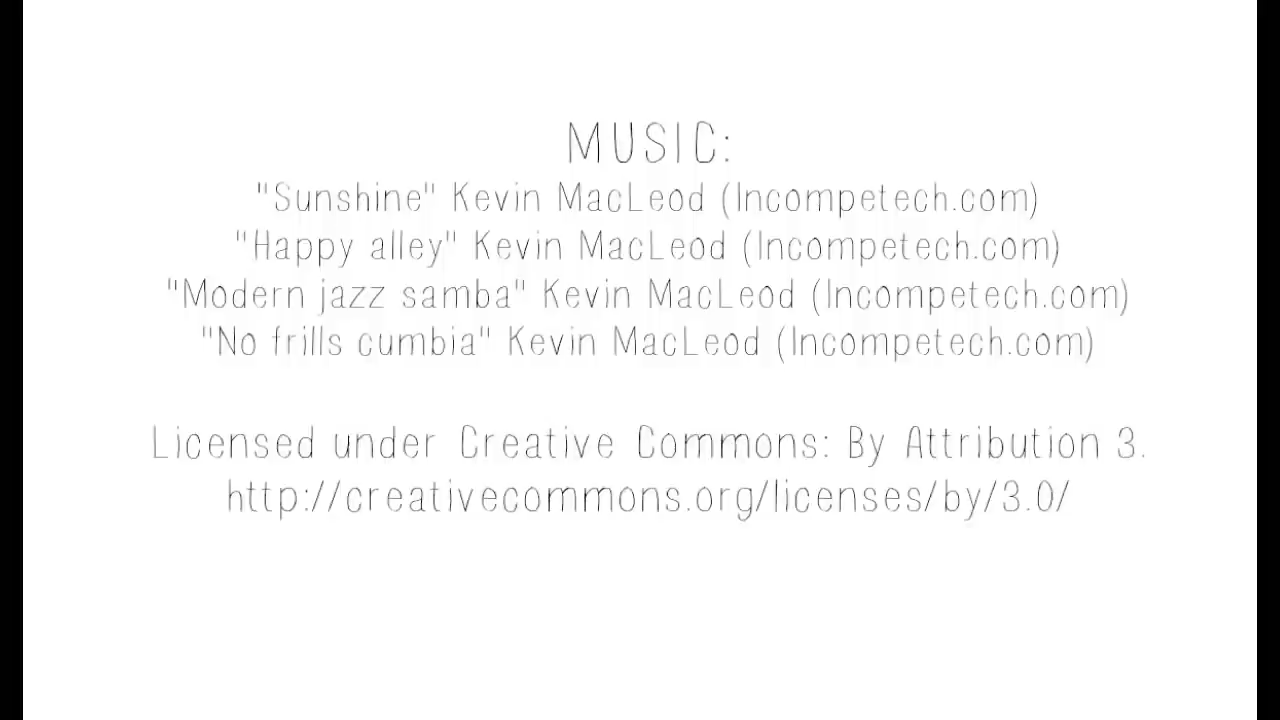 MUSIC:
"Sunshine" Kevin MacLeod (Incompetech.com)
"Happy alley" Kevin MacLeod (Incompetech.com)
"Modern jazz samba" Kevin MacLeod (Incompetech.com)
"No frills cumbia" Kevin MacLeod (Incompetech.com)
Licensed under Creative Commons: By Attribution 3.
http://creativecommons.org/licenses/by/3.0/